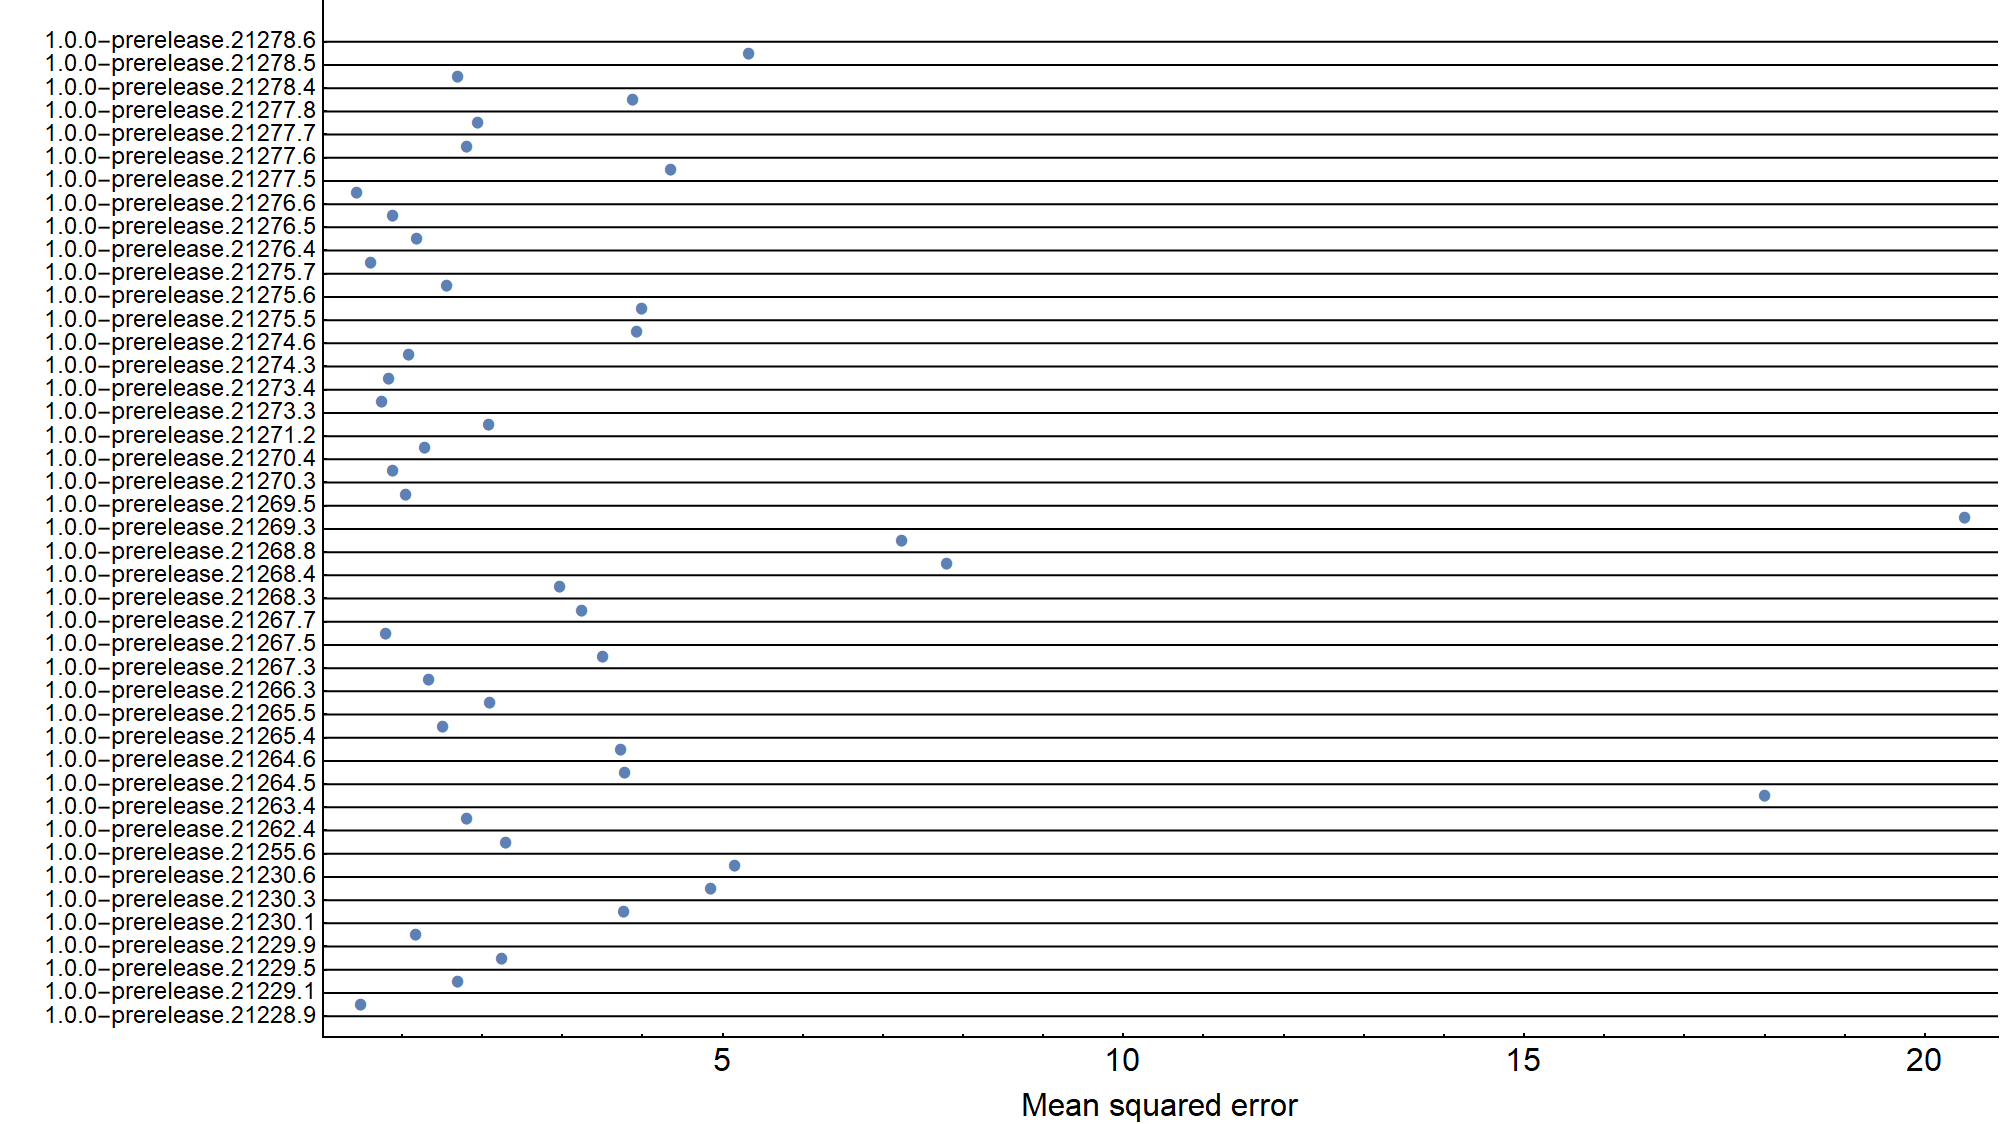 1.0.0–prerelease.21278.6
1.0.0–prerelease.21278.5
1.0.0–prerelease.21278.4
1.0.0–prerelease.21277.8
1.0.0–prerelease.21277.7
1.0.0–prerelease.21277.6
1.0.0–prerelease.21277.5
1.0.0–prerelease.21276.6
1.0.0–prerelease.21276.5
1.0.0–prerelease.21276.4
1.0.0–prerelease.21275.7
1.0.0–prerelease.21275.6
1.0.0–prerelease.21275.5
1.0.0–prerelease.21274.6
1.0.0–prerelease.21274.3
1.0.0–prerelease.21273.4
1.0.0–prerelease.21273.3
1.0.0–prerelease.21271.2
1.0.0–prerelease.21270.4
1.0.0–prerelease.21270.3
1.0.0–prerelease.21269.5
1.0.0–prerelease.21269.3
1.0.0–prerelease.21268.8
1.0.0–prerelease.21268.4
1.0.0–prerelease.21268.3
1.0.0–prerelease.21267.7
1.0.0–prerelease.21267.5
1.0.0–prerelease.21267.3
1.0.0–prerelease.21266.3
1.0.0–prerelease.21265.5
1.0.0–prerelease.21265.4
1.0.0–prerelease.21264.6
1.0.0–prerelease.21264.5
1.0.0–prerelease.21263.4
1.0.0–prerelease.21262.4
1.0.0–prerelease.21255.6
1.0.0–prerelease.21230.6
1.0.0–prerelease.21230.3
1.0.0–prerelease.21230.1
1.0.0–prerelease.21229.9
1.0.0–prerelease.21229.5
1.0.0–prerelease.21229.1
1.0.0–prerelease.21228.9
5 10 15 20
Mean squared error